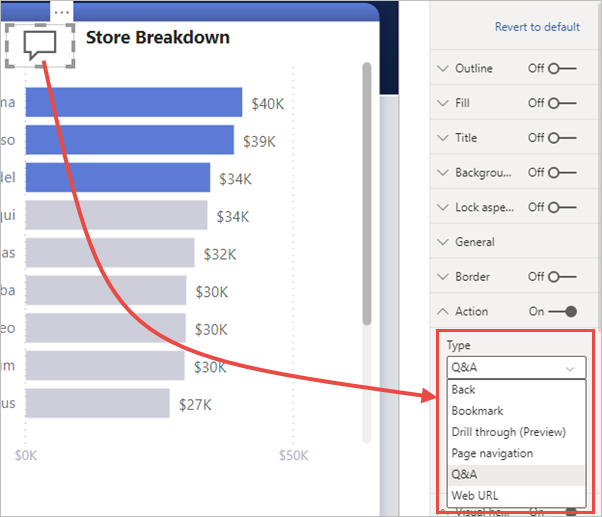 ...
Store Breakdown
ma $40K
so $39K
del $34K
qui $34K
as $32K
ba $30K
eo $30K
um $30K
us $27K
$0K $50K
Revert to default
Outline Off
Fill Off
Title Off
Backgrou... Off
Lock aspe... Off
General
Border Off
Action On
Type
Q&A
Back
Bookmark
Drill through (Preview)
Page navigation
Q&A
Web URL
On